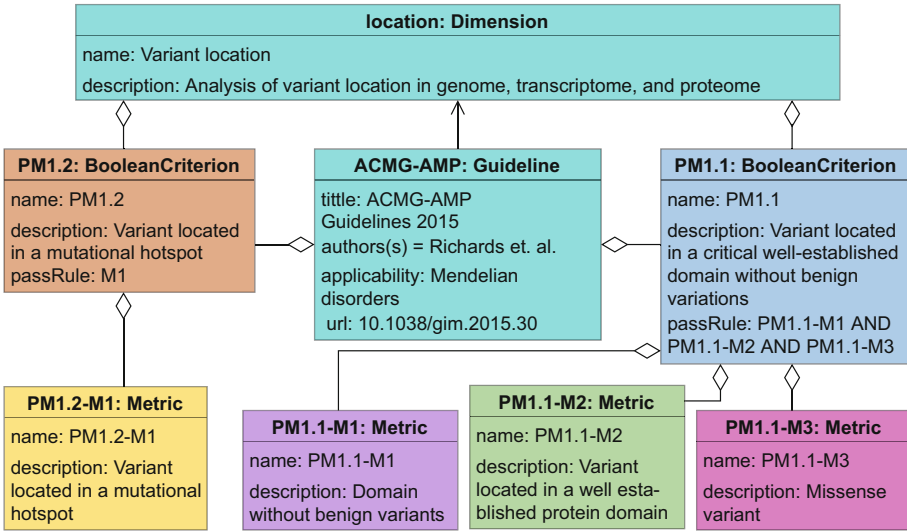 location: Dimension
name: Variant location
description: Analysis of variant location in genome, transcriptome, and proteome
PM1.2: BooleanCriterion
name: PM1.2
description: Variant located
in a mutational hotspot
passRule: M1
ACMG-AMP: Guideline
tittle: ACMG-AMP
Guidelines 2015
authors(s) = Richards et. al.
applicability: Mendelian
disorders
url: 10.1038/gim.2015.30
PM1.1: BooleanCriterion
name: PM1.1
description: Variant located
in a critical well-established
domain without benign
variations
passRule: PM1.1-M1 AND
PM1.1-M2 AND PM1.1-M3
PM1.2-M1: Metric
name: PM1.2-M1
description: Variant
located in a mutational
hotspot
PM1.1-M1: Metric
name: PM1.1-M1
description: Domain
without benign variants
PM1.1-M2: Metric
name: PM1.1-M2
description: Variant
located in a well esta-
blished protein domain
PM1.1-M3: Metric
name: PM1.1-M3
description: Missense
variant